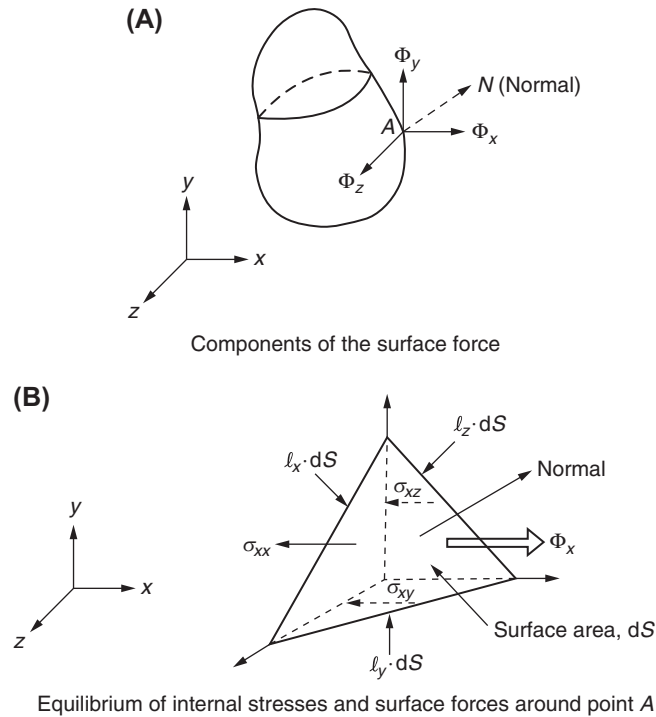 (A)
Φy
N (Normal)
A
Φx
Φz
y
x
z
Components of the surface force
(B)
ℓz·dS
ℓx·dS
Normal
σxz
y
σxx
Φx
x
σxy
z
Surface area, dS
ℓy·dS
Equilibrium of internal stresses and surface forces around point A